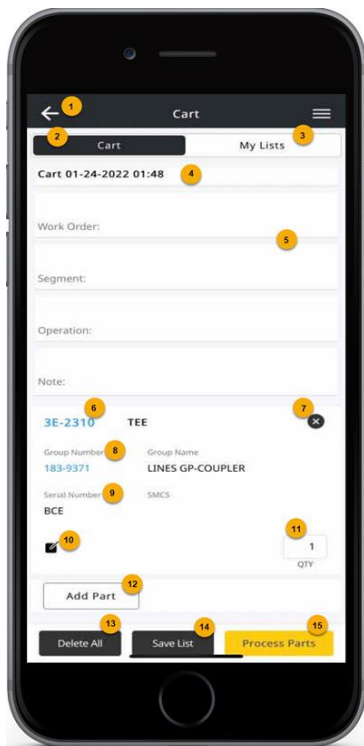 1
Cart
2
Cart
3
My Lists
Cart 01-24-2022 01:48 4
Work Order:
5
Segment:
Operation:
Note:
6 7
3E-2310 TEE
Group Number 8 Group Name
183-9371 LINES GP-COUPLER
Serial Number 9 SMCS
BCE
10 11
1
QTY
12
Add Part
13 14 15
Delete All Save List Process Parts